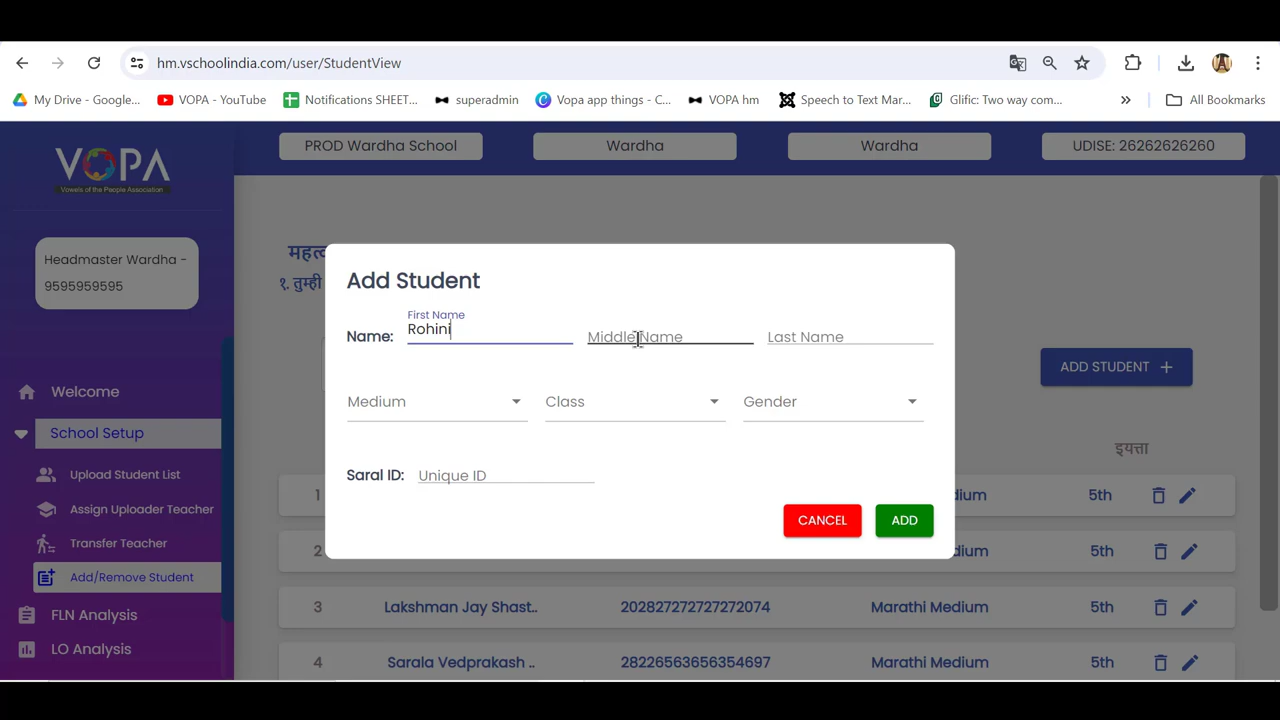 hm.vschoolindia.com/user/StudentView
My Drive - Google...
VOPA - YouTube
Notifications SHEET...
superadmin
Vopa app things - C...
VOPA hm
Speech to Text Mar...
Glific: Two way com...
»
All Bookmarks
VOPA
Vowels of the People Association
PROD Wardha School
Wardha
Wardha
UDISE: 26262626260
Headmaster Wardha -
9595959595
Welcome
School Setup
Upload Student List
Assign Uploader Teacher
Transfer Teacher
Add/Remove Student
FLN Analysis
LO Analysis
१. तुम्ही
Add Student
Name:
First Name
Rohini
Middle Name
Last Name
Medium
Class
Gender
Saral ID:
Unique ID
CANCEL
ADD
ADD STUDENT +
इयत्ता
1
5th
2
5th
3
Lakshman Jay Shast..
202827272727272074
Marathi Medium
5th
4
Sarala Vedprakash ..
28226563656354697
Marathi Medium
5th